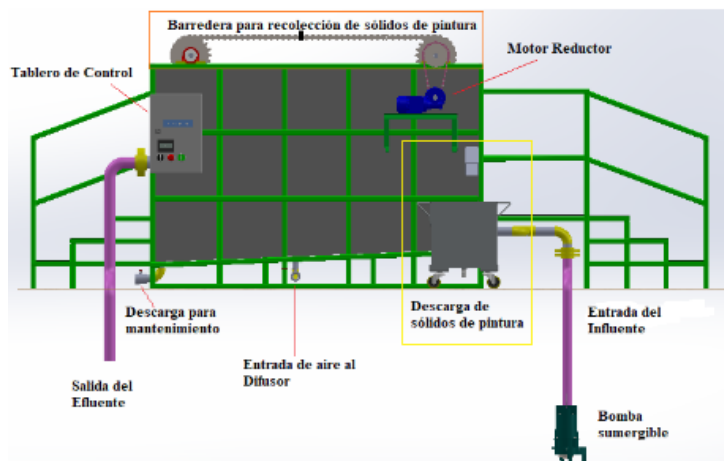 Barredera para recolección de sólidos de pintura
Motor Reductor
Tablero de Control
Descarga para
mantenimiento
Descarga de
sólidos de pintura
Entrada del
Influente
Entrada de aire al
Difusor
Salida del
Efluente
Bomba
sumergible